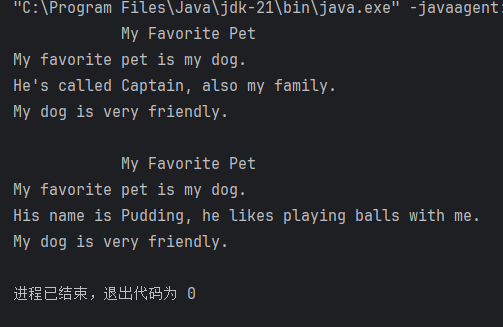 "C:\Program Files\Java\jdk-21\bin\java.exe" -javaagent:
My Favorite Pet
My favorite pet is my dog.
He's called Captain, also my family.
My dog is very friendly.
My Favorite Pet
My favorite pet is my dog.
His name is Pudding, he likes playing balls with me.
My dog is very friendly.
进程已结束，退出代码为 0